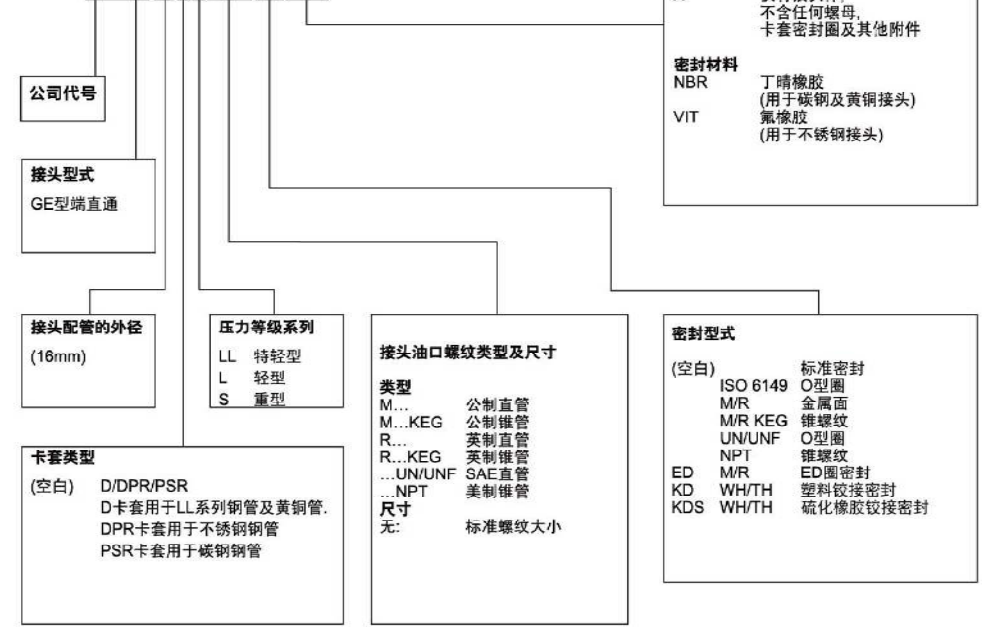 不含任何螺母,
卡套密封圈及其他附件
密封材料
NBR 丁晴橡胶
(用于碳钢及黄铜接头)
VIT 氟橡胶
(用于不锈钢接头)
公司代号
接头型式
GE型端直通
接头配管的外径
(16mm)
压力等级系列
LL 特轻型
L 轻型
S 重型
卡套类型
(空白) D/DPR/PSR
D卡套用于LL系列钢管及黄铜管.
DPR卡套用于不锈钢钢管
PSR卡套用于碳钢钢管
接头油口螺纹类型及尺寸
类型
M... 公制直管
M...KEG 公制锥管
R... 英制直管
R...KEG 英制锥管
...UN/UNF SAE直管
...NPT 美制锥管
尺寸
无: 标准螺纹大小
密封型式
(空白) 标准密封
ISO 6149 O型圈
M/R 金属面
M/R KEG 锥螺纹
UN/UNF O型圈
NPT 锥螺纹
ED M/R ED圈密封
KD WH/TH 塑料铰接密封
KDS WH/TH 硫化橡胶铰接密封